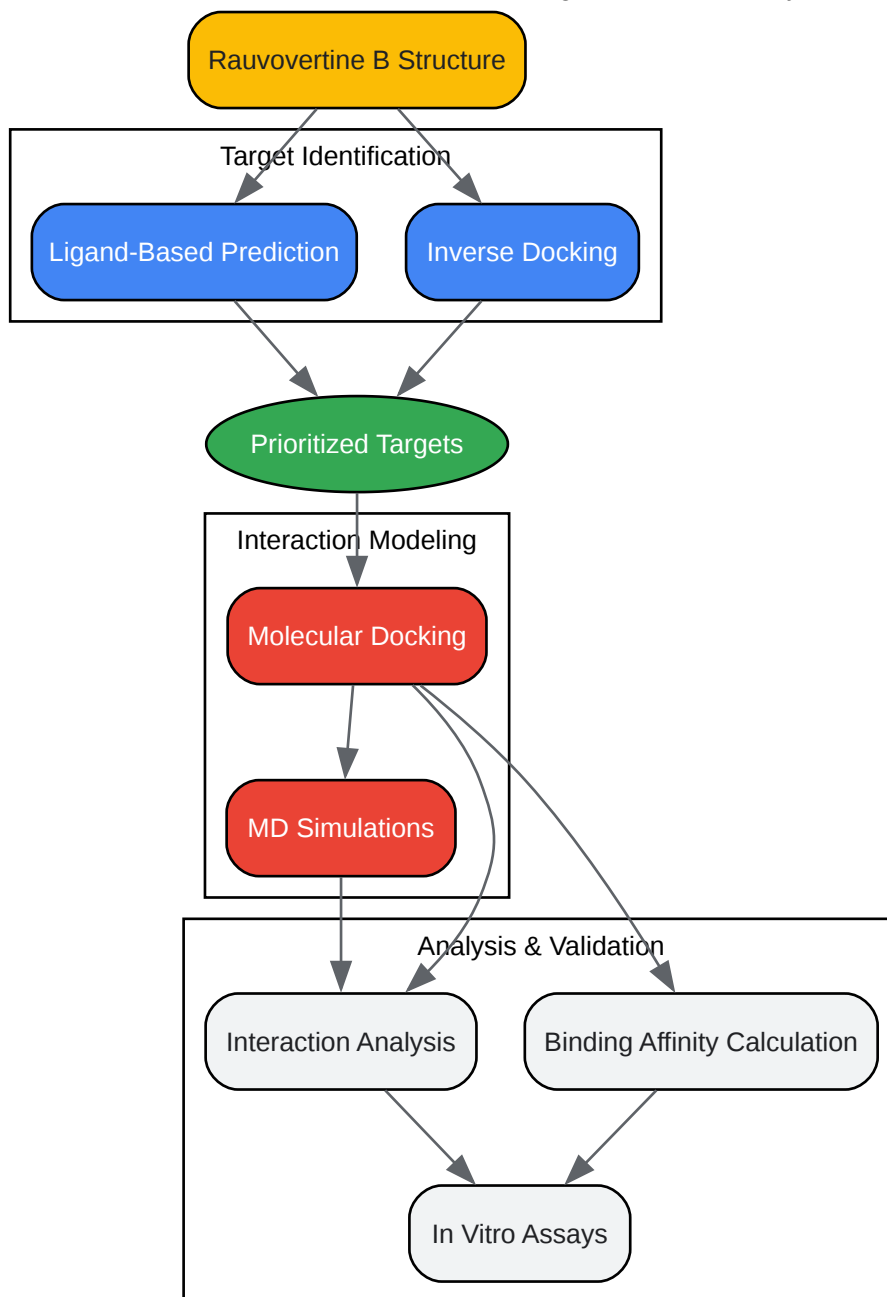 Rauvovertine B Structure
Target Identification
Ligand-Based Prediction
Inverse Docking
Prioritized Targets
Interaction Modeling
Molecular Docking
MD Simulations
Analysis & Validation
Interaction Analysis
Binding Affinity Calculation
In Vitro Assays